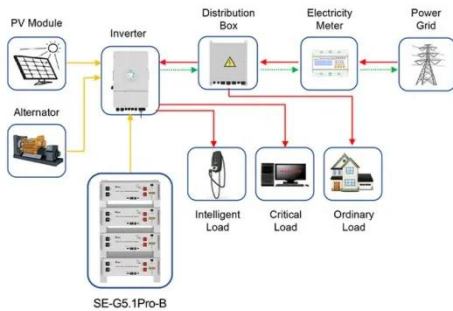 PV Module
Inverter
Distribution
Box
Electricity
Meter
Power
Grid
Alternator
Intelligent
Load
Critical
Load
Ordinary
Load
SE-G5.1Pro-B